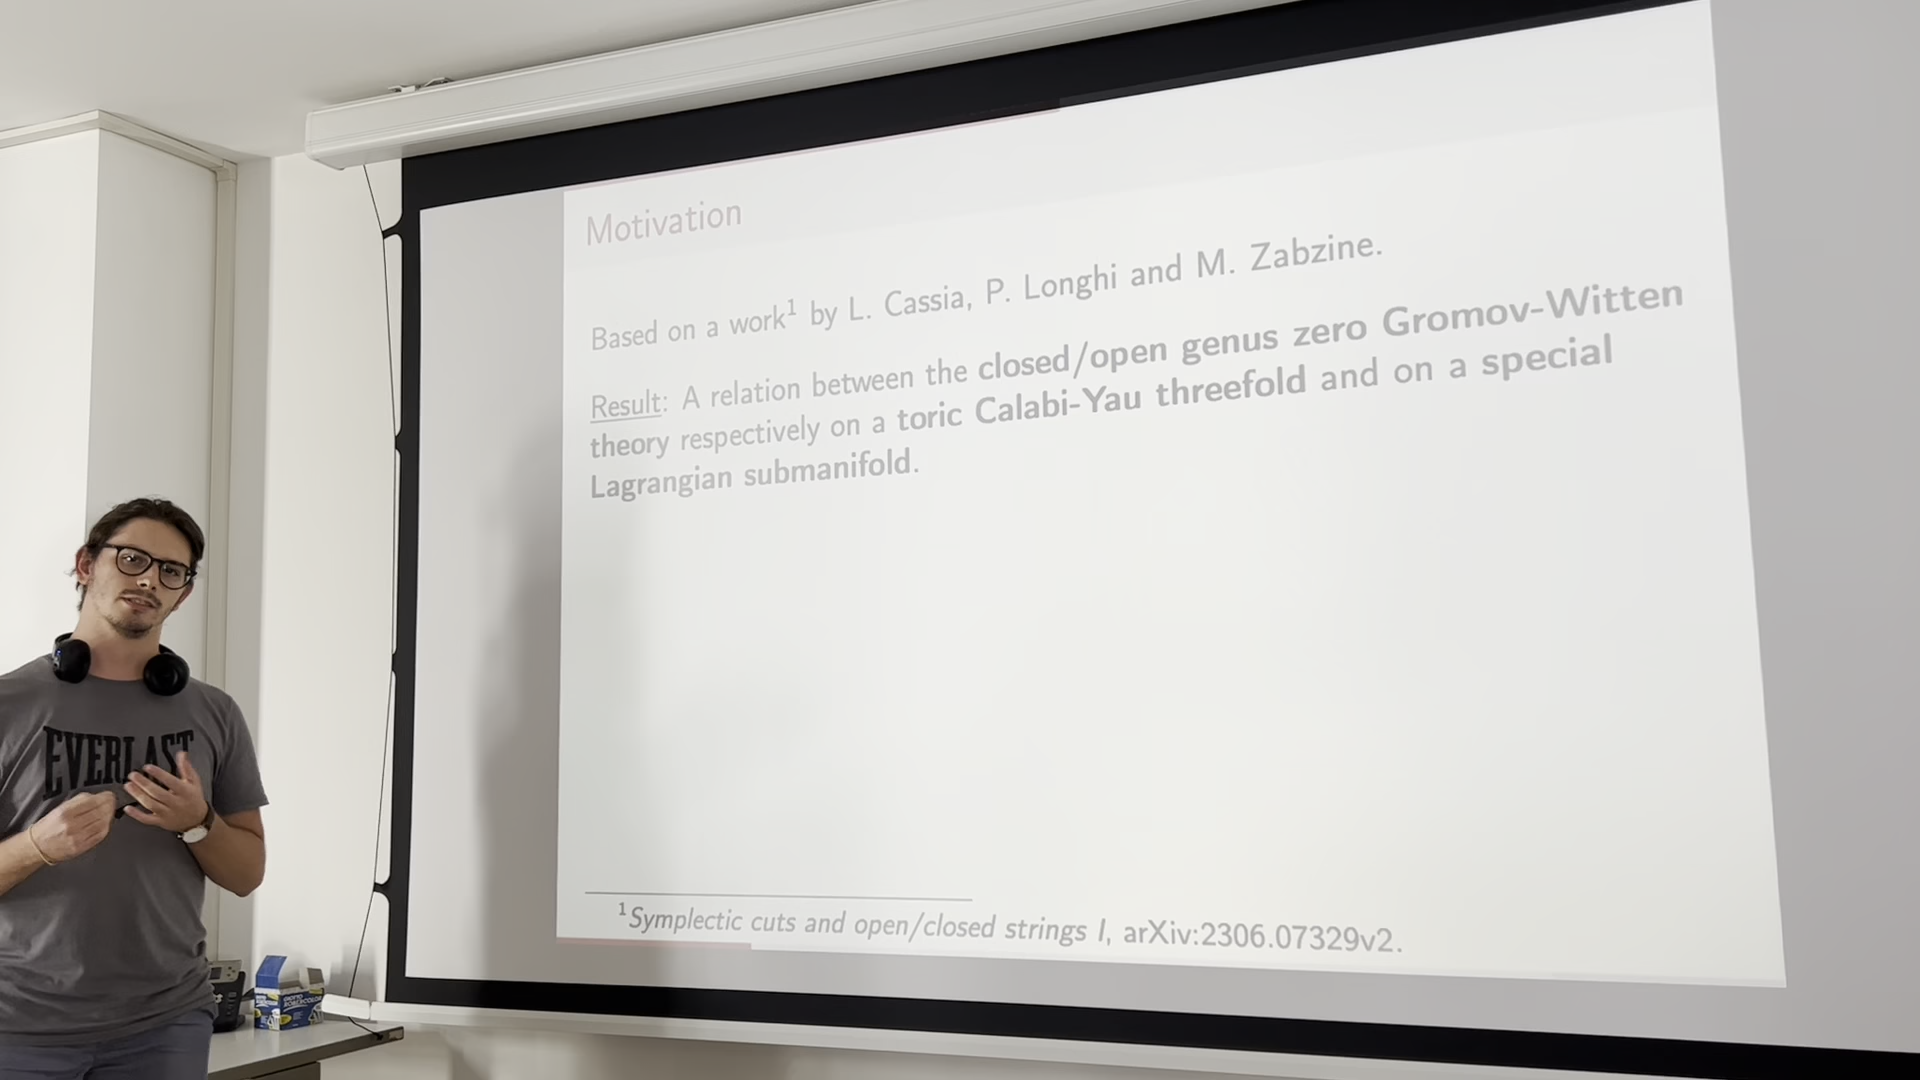 Motivation
Based on a work¹ by L. Cassia, P. Longhi and M. Zabzine.
Result: A relation between the closed/open genus zero Gromov-Witten
theory respectively on a toric Calabi-Yau threefold and on a special
Lagrangian submanifold.
¹Symplectic cuts and open/closed strings I, arXiv:2306.07329v2.
EVERLAST